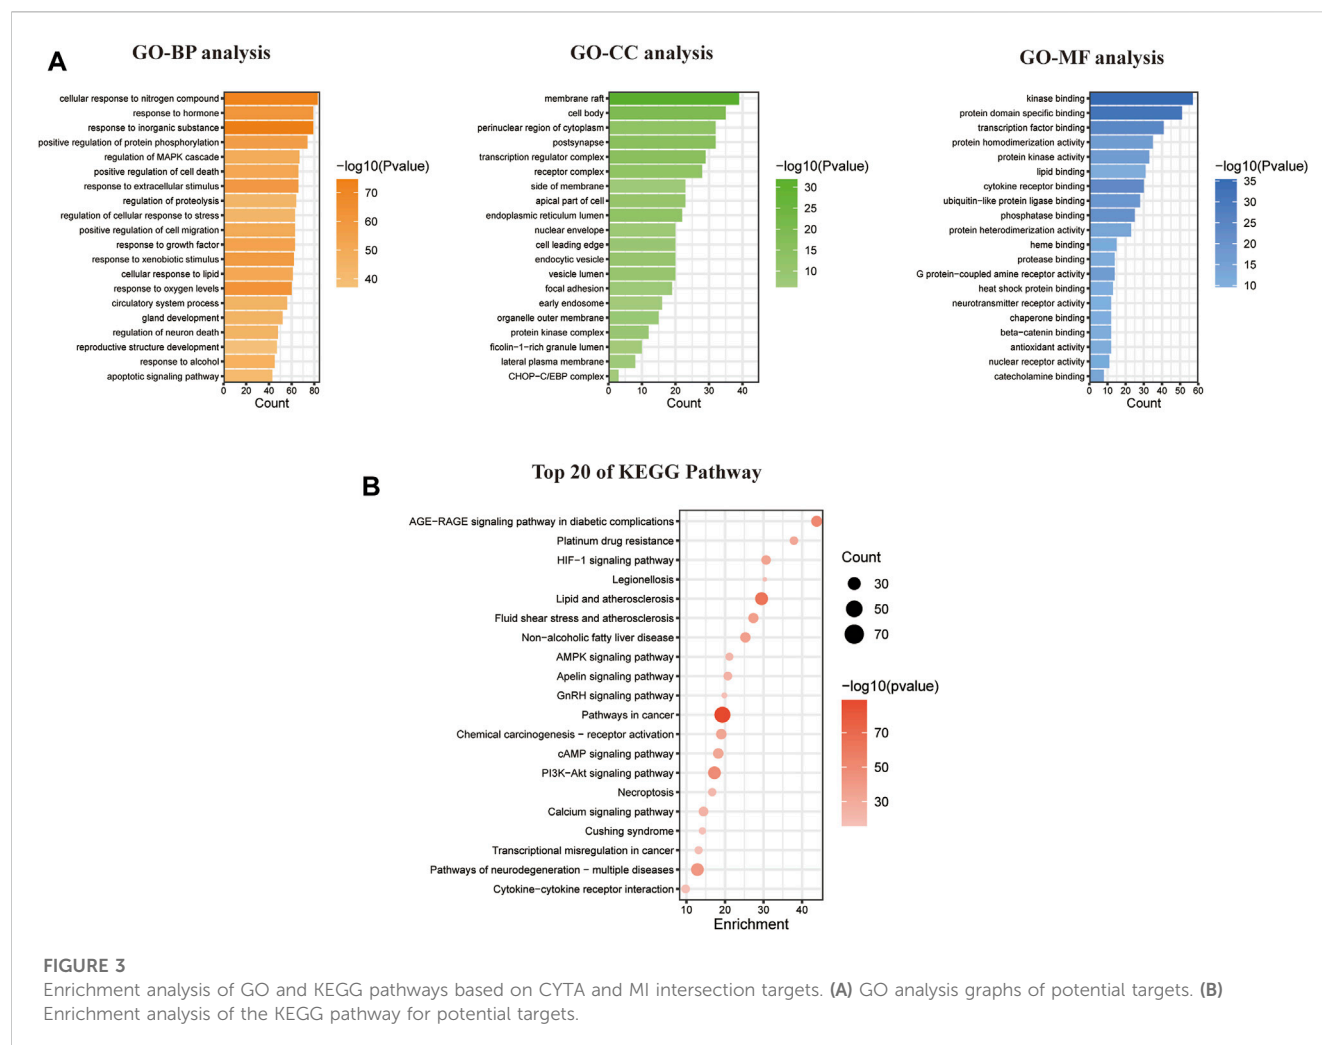 A
GO-BP analysis
cellular response to nitrogen compound
response to hormone
response to inorganic substance
positive regulation of protein phosphorylation
regulation of MAPK cascade
positive regulation of cell death
response to extracellular stimulus
regulation of proteolysis
regulation of cellular response to stress
positive regulation of cell migration
response to growth factor
response to xenobiotic stimulus
cellular response to lipid
response to oxygen levels
circulatory system process
gland development
regulation of neuron death
reproductive structure development
response to alcohol
apoptotic signaling pathway
0 20 40 60 80
Count
−log10(Pvalue)
70
60
50
40
GO-CC analysis
membrane raft
cell body
perinuclear region of cytoplasm
postsynapse
transcription regulator complex
receptor complex
side of membrane
apical part of cell
endoplasmic reticulum lumen
nuclear envelope
cell leading edge
endocytic vesicle
vesicle lumen
focal adhesion
early endosome
organelle outer membrane
protein kinase complex
ficolin−1−rich granule lumen
lateral plasma membrane
CHOP−C/EBP complex
0 10 20 30 40
Count
−log10(Pvalue)
30
25
20
15
10
GO-MF analysis
kinase binding
protein domain specific binding
transcription factor binding
protein homodimerization activity
protein kinase activity
lipid binding
cytokine receptor binding
ubiquitin−like protein ligase binding
phosphatase binding
protein heterodimerization activity
heme binding
protease binding
G protein−coupled amine receptor activity
heat shock protein binding
neurotransmitter receptor activity
chaperone binding
beta−catenin binding
antioxidant activity
nuclear receptor activity
catecholamine binding
0 10 20 30 40 50 60
Count
−log10(Pvalue)
35
30
25
20
15
10
B
Top 20 of KEGG Pathway
AGE−RAGE signaling pathway in diabetic complications
Platinum drug resistance
HIF−1 signaling pathway
Legionellosis
Lipid and atherosclerosis
Fluid shear stress and atherosclerosis
Non−alcoholic fatty liver disease
AMPK signaling pathway
Apelin signaling pathway
GnRH signaling pathway
Pathways in cancer
Chemical carcinogenesis − receptor activation
cAMP signaling pathway
PI3K−Akt signaling pathway
Necroptosis
Calcium signaling pathway
Cushing syndrome
Transcriptional misregulation in cancer
Pathways of neurodegeneration − multiple diseases
Cytokine−cytokine receptor interaction
10 20 30 40
Enrichment
Count
30
50
70
−log10(pvalue)
70
50
30
FIGURE 3
Enrichment analysis of GO and KEGG pathways based on CYTA and MI intersection targets. (A) GO analysis graphs of potential targets. (B)
Enrichment analysis of the KEGG pathway for potential targets.